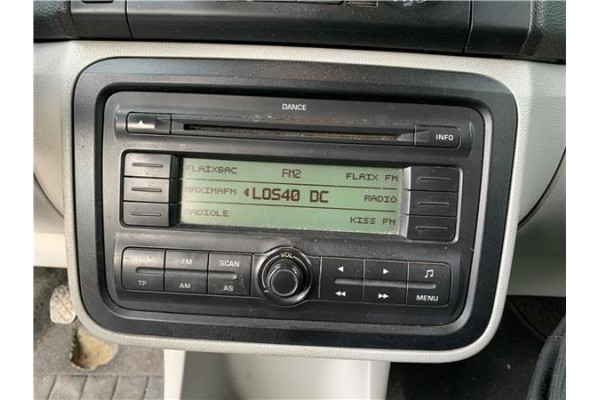 DANCE
INFO
FLAIXBAC FM2 FLAIX FM
MAXIMAFM LOS40 DC RADIO
RADIOLE KISS FM
FM SCAN VOL
TP AM AS MENU